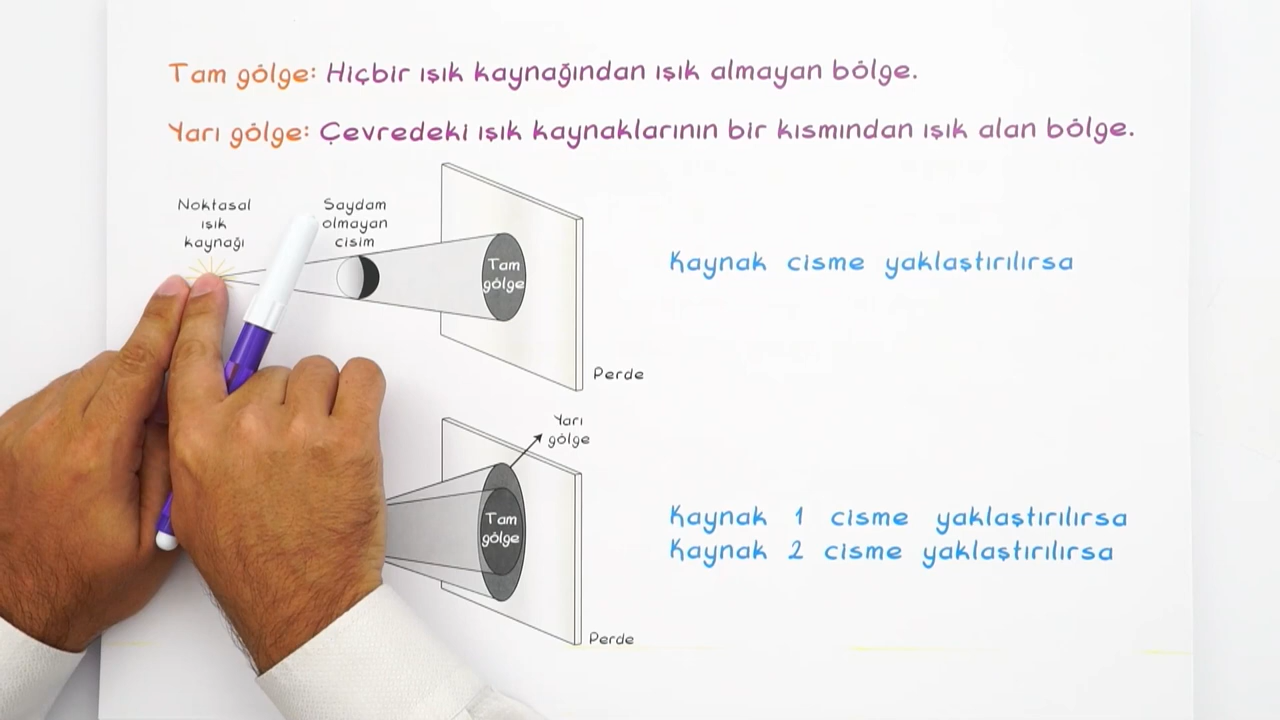 Tam gölge: Hiçbir ışık kaynağından ışık almayan bölge.
Yarı gölge: Çevredeki ışık kaynaklarının bir kısmından ışık alan bölge.
Noktasal
ışık
kaynağı
Saydam
olmayan
cisim
Tam
gölge
Perde
Kaynak cisme yaklaştırılırsa
Yarı
gölge
Tam
gölge
Perde
Kaynak 1 cisme yaklaştırılırsa
Kaynak 2 cisme yaklaştırılırsa